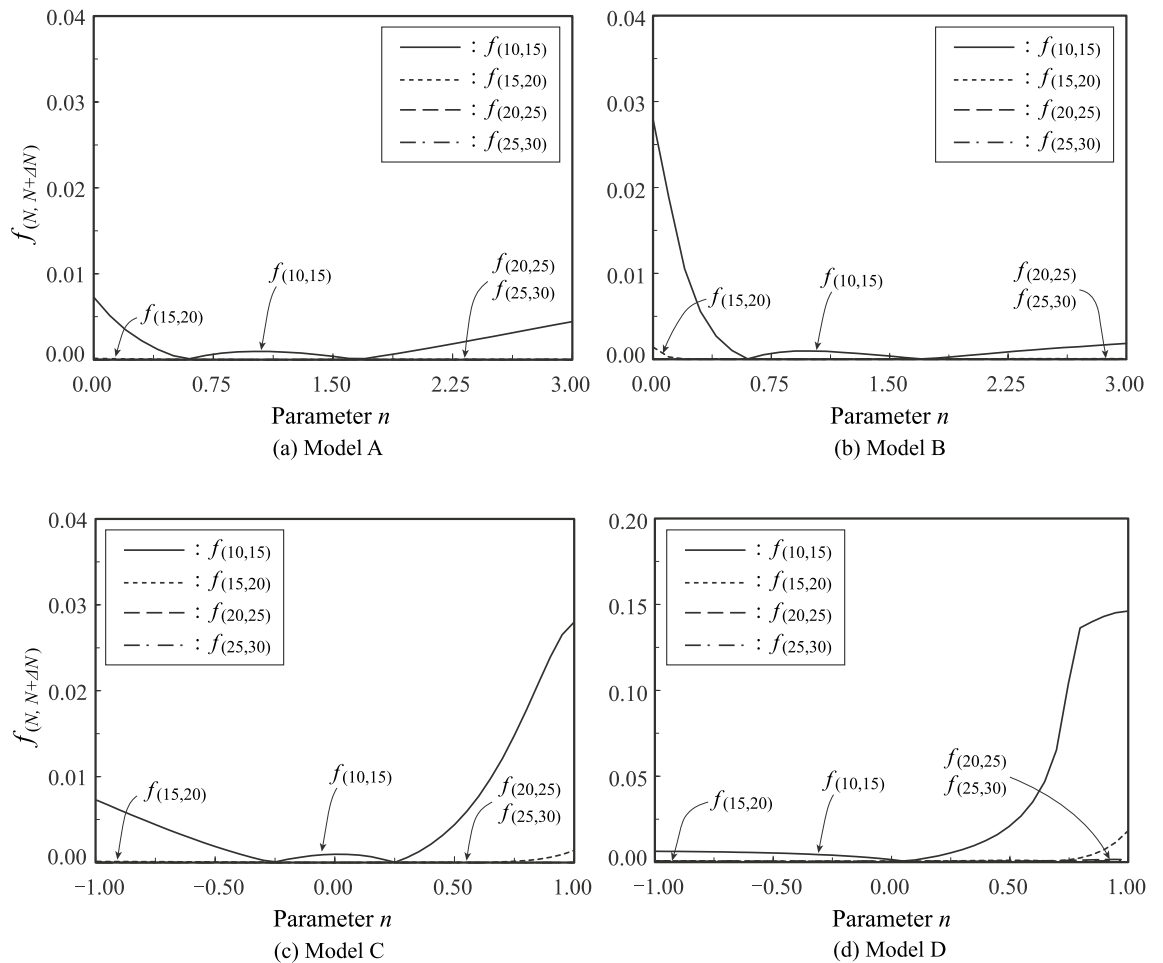 0.04
0.03
0.02
0.01
0.00
f(N, N+ΔN)
: f(10,15)
: f(15,20)
: f(20,25)
: f(25,30)
f(15,20)
f(10,15)
f(20,25)
f(25,30)
0.00 0.75 1.50 2.25 3.00
Parameter n
(a) Model A
0.04
0.03
0.02
0.01
0.00
: f(10,15)
: f(15,20)
: f(20,25)
: f(25,30)
f(15,20)
f(10,15)
f(20,25)
f(25,30)
0.00 0.75 1.50 2.25 3.00
Parameter n
(b) Model B
0.04
0.03
0.02
0.01
0.00
f(N, N+ΔN)
: f(10,15)
: f(15,20)
: f(20,25)
: f(25,30)
f(15,20)
f(10,15)
f(20,25)
f(25,30)
−1.00 −0.50 0.00 0.50 1.00
Parameter n
(c) Model C
0.20
0.15
0.10
0.05
0.00
: f(10,15)
: f(15,20)
: f(20,25)
: f(25,30)
f(15,20)
f(10,15)
f(20,25)
f(25,30)
−1.00 −0.50 0.00 0.50 1.00
Parameter n
(d) Model D